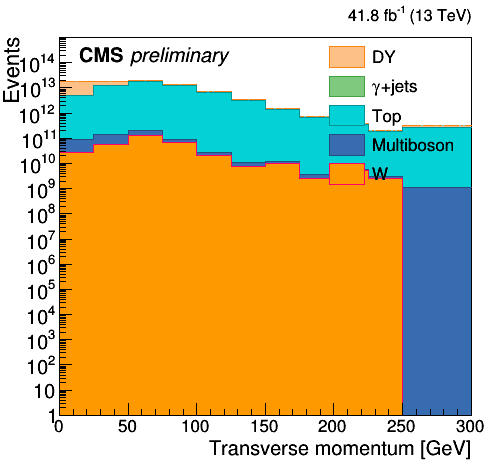 41.8 fb⁻¹ (13 TeV)
CMS preliminary
Events
DY
γ+jets
Top
Multiboson
W
10¹⁴
10¹³
10¹²
10¹¹
10¹⁰
10⁹
10⁸
10⁷
10⁶
10⁵
10⁴
10³
10²
10
1
0 50 100 150 200 250 300
Transverse momentum [GeV]